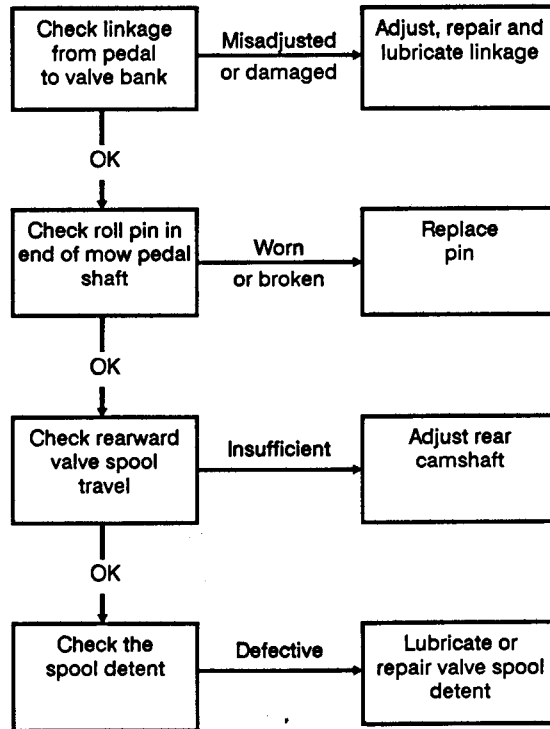 Check linkage
from pedal
to valve bank
Misadjusted
or damaged
Adjust, repair and
lubricate linkage
OK
Check roll pin in
end of mow pedal
shaft
Worn
or broken
Replace
pin
OK
Check rearward
valve spool
travel
Insufficient
Adjust rear
camshaft
OK
Check the
spool detent
Defective
Lubricate or
repair valve spool
detent